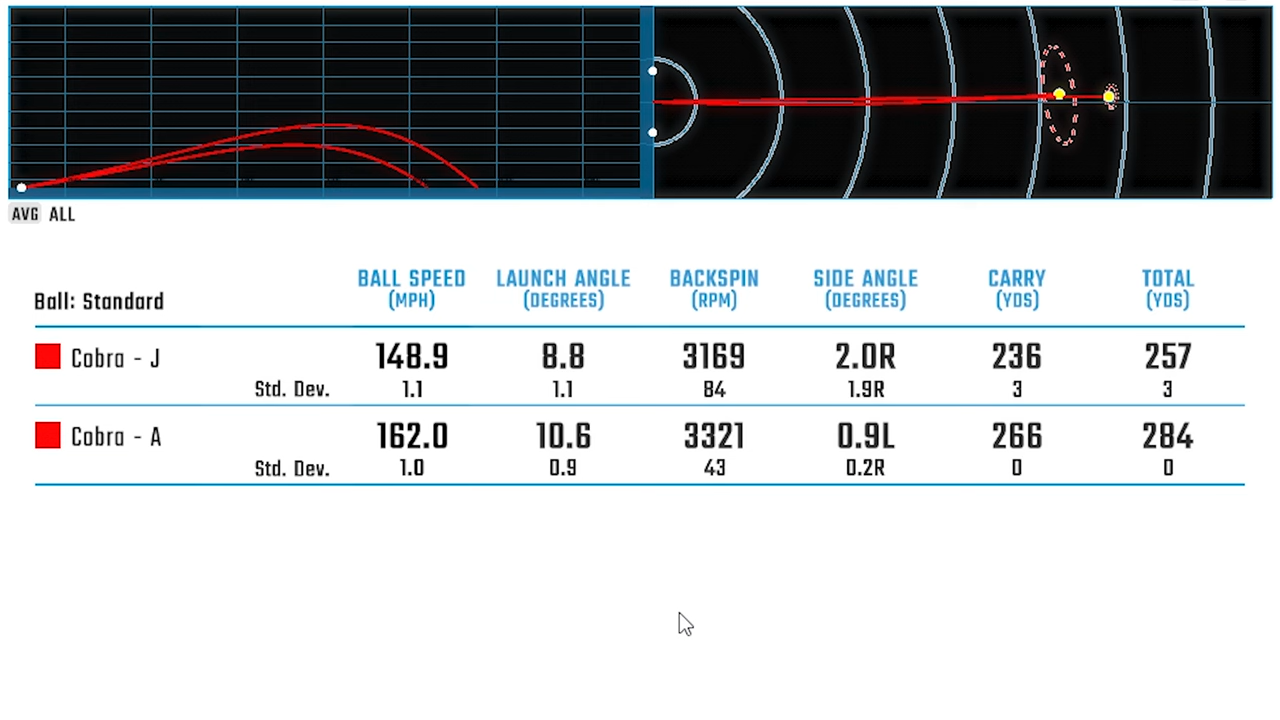 AVG ALL
BALL SPEED LAUNCH ANGLE BACKSPIN SIDE ANGLE CARRY TOTAL
Ball: Standard (MPH) (DEGREES) (RPM) (DEGREES) (YDS) (YDS)
Cobra - J 148.9 8.8 3169 2.0R 236 257
Std. Dev. 1.1 1.1 84 1.9R 3 3
Cobra - A 162.0 10.6 3321 0.9L 266 284
Std. Dev. 1.0 0.9 43 0.2R 0 0